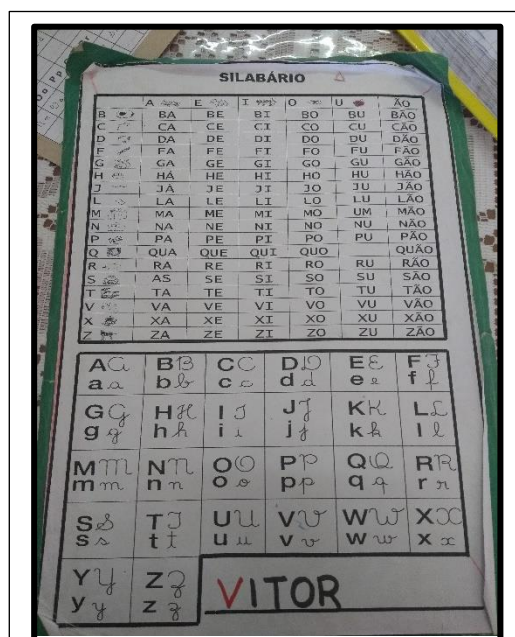 SILABÁRIO
A E I O U ÃO
B BA BE BI BO BU BÃO
C CA CE CI CO CU CÃO
D DA DE DI DO DU DÃO
F FA FE FI FO FU FÃO
G GA GE GI GO GU GÃO
H HÁ HE HI HO HU HÃO
J JÁ JE JI JO JU JÃO
L LA LE LI LO LU LÃO
M MA ME MI MO UM MÃO
N NA NE NI NO NU NÃO
P PA PE PI PO PU PÃO
Q QUA QUE QUI QUO QUÃO
R RA RE RI RO RU RÃO
S AS SE SI SO SU SÃO
T TA TE TI TO TU TÃO
V VA VE VI VO VU VÃO
X XA XE XI XO XU XÃO
Z ZA ZE ZI ZO ZU ZÃO
A A B B C C D D E E F F
a a b b c c d d e e f f
G G H H I I J J K K L L
g g h h i i j j k k l l
M M N N O O P P Q Q R R
m m n n o o p p q q r r
S S T T U U V V W W X X
s s t t u u v v w w x x
Y Y Z Z
y y z z
VITOR